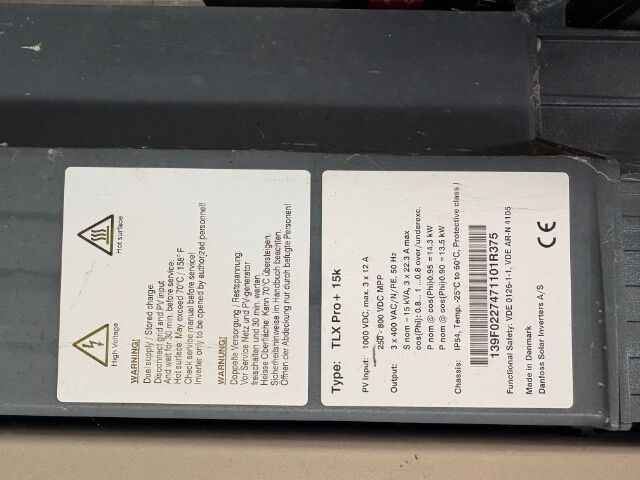 High Voltage
Hot surface
WARNING!
Dual supply / Stored charge:
Disconnect grid and PV input
And wait for 30 min. before service.
Hot surface: May exceed 70°C / 158° F
Check service manual before service!
Inverter only to be opened by authorized personnel!
WARNUNG!
Doppelte Versorgung / Restspannung:
Vor Service Netz und PV-generator
freischalten und 30 min. warten
Heisse Oberfläche: Kann 70°C übersteigen.
Sicherheitshinweise im Handbuch beachten.
Öffnen der Abdeckung nur durch befugte Personen!
Type: TLX Pro+ 15k
PV Input: 1000 VDC, max. 3 x 12 A
250 - 800 VDC MPP
Output: 3 x 400 VAC/N/PE, 50 Hz
S nom = 15 kVA, 3 x 22.3 A max
cos(Phi): 0.8...1...0.8 over/underexc.
P nom @ cos(Phi)0.95 = 14.3 kW
P nom @ cos(Phi)0.90 = 13.5 kW
Chassis: IP54, Temp. -25°C to 60°C, Protective class I
139F0227471101R375
Functional Safety: VDE 0126-1-1, VDE AR-N 4105
Made in Denmark
Danfoss Solar Inverters A/S
CE